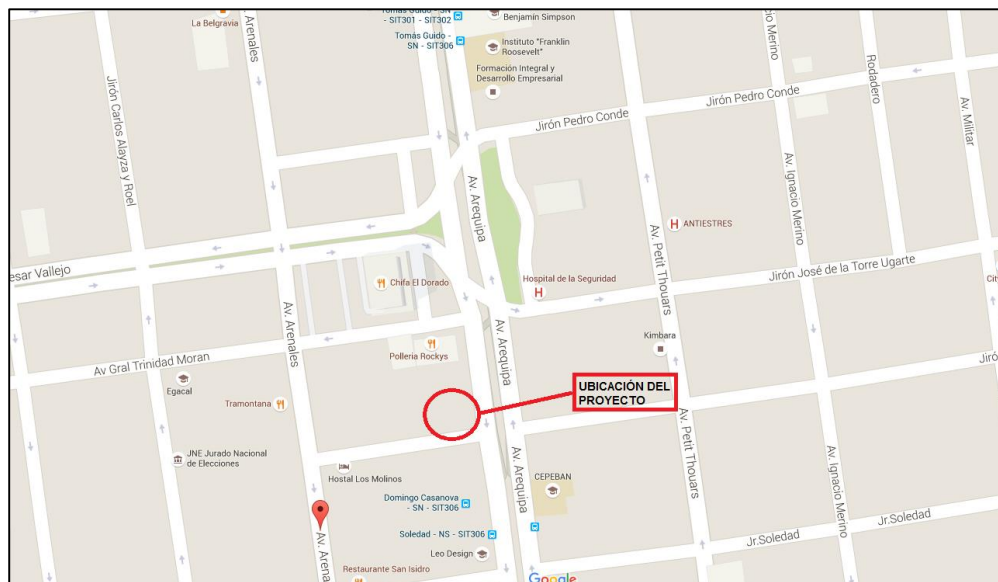 La Belgravia
Av. Arenales
Tomás Guido - SN
- SIT301 - SIT302
Tomás Guido -
SN - SIT306
Benjamin Simpson
Instituto "Franklin
Roosevelt"
Formación Integral y
Desarrollo Empresarial
Merino
Rodadero
Av. Militar
Jirón Carlos Alayza y Roel
Jirón Pedro Conde
Jirón Pedro Conde
Av. Ignacio Merino
Av. Arequipa
Av. Petit Thouars
ANTIESTRES
esar Vallejo
Chifa El Dorado
Hospital de la Seguridad
Jirón José de la Torre Ugarte
Av. Arenales
Av Gral Trinidad Moran
Polleria Rockys
Av. Arequipa
Kimbara
Cit
Jiró
Egacal
Tramontana
UBICACIÓN DEL
PROYECTO
JNE Jurado Nacional
de Elecciones
Hostal Los Molinos
Av. Arequipa
CEPEBAN
Av. Petit Thouars
Av. Ignacio Merino
Domingo Casanova
- SN - SIT306
Soledad - NS - SIT306
Av. Arena
Leo Design
Jr.Soledad
Jr.Soledad
Restaurante San Isidro
Google